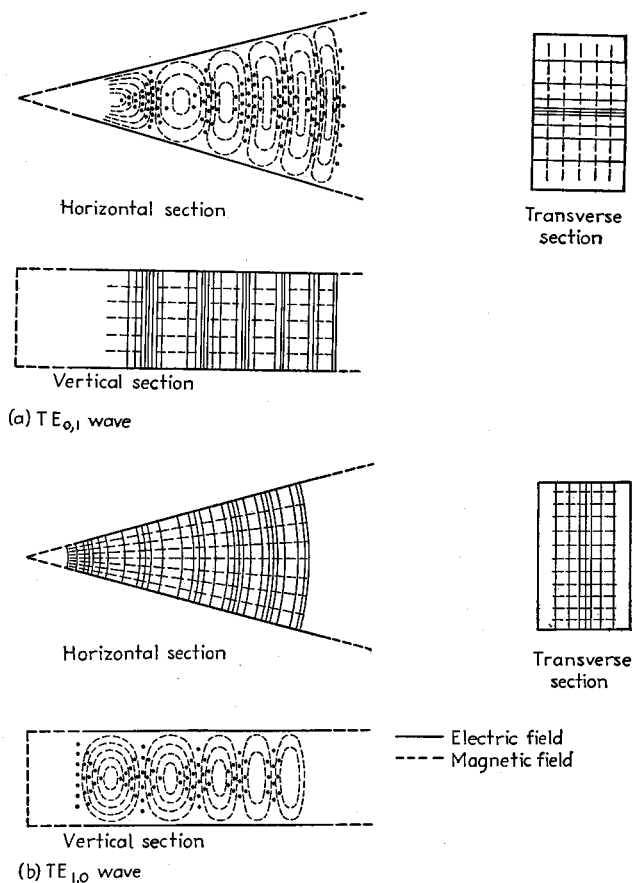 Horizontal section
Transverse
section
Vertical section
(a) TE0,1 wave
Horizontal section
Transverse
section
Electric field
Magnetic field
Vertical section
(b) TE1,0 wave